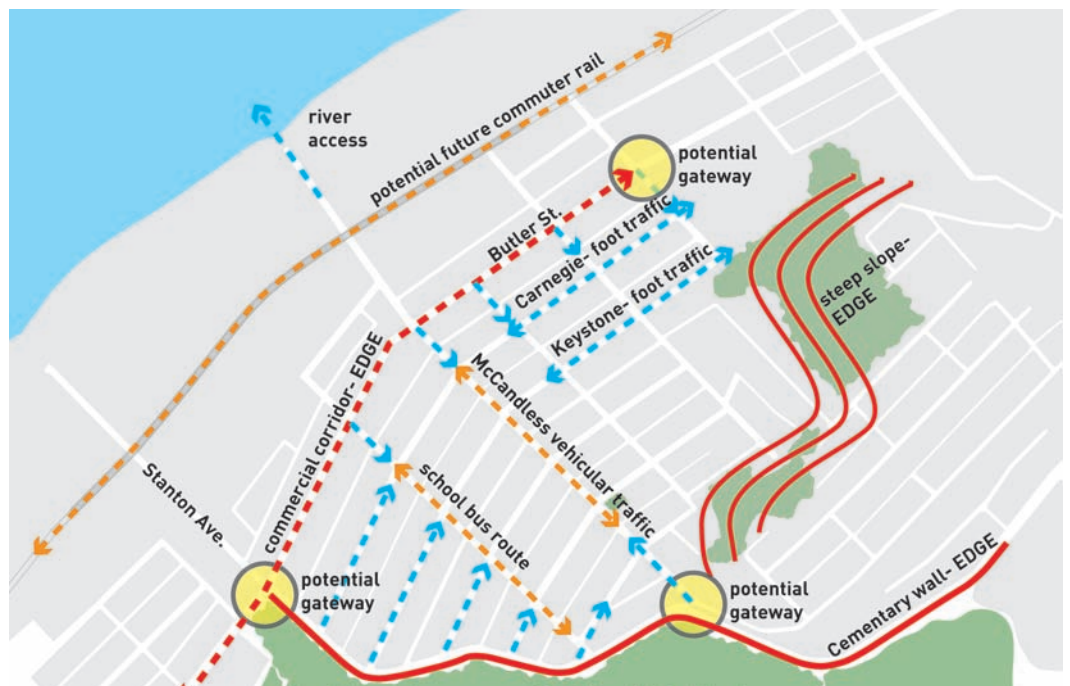 river
access
potential future commuter rail
potential
gateway
Butler St.
Carnegie- foot traffic
Keystone- foot traffic
steep slope-
EDGE
commercial corridor- EDGE
McCandless vehicular traffic
school bus route
Stanton Ave.
potential
gateway
potential
gateway
Cementary wall- EDGE